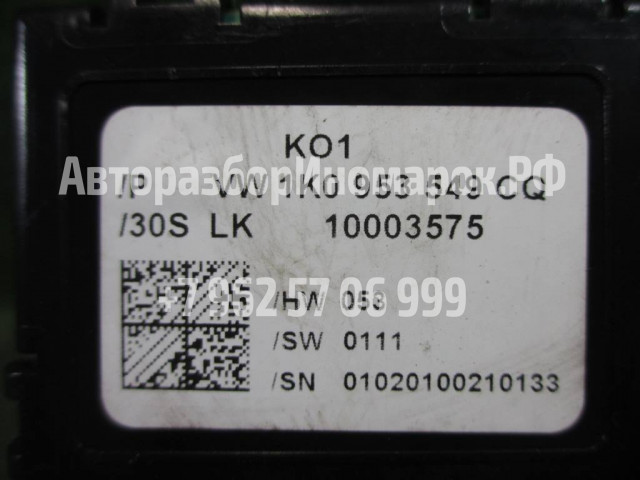 KO1
АвторазборИномарок.РФ
/P VW 1K0 953 549 CQ
/30S LK 10003575
+7 952 57 06 999
/HW 053
/SW 0111
/SN 01020100210133